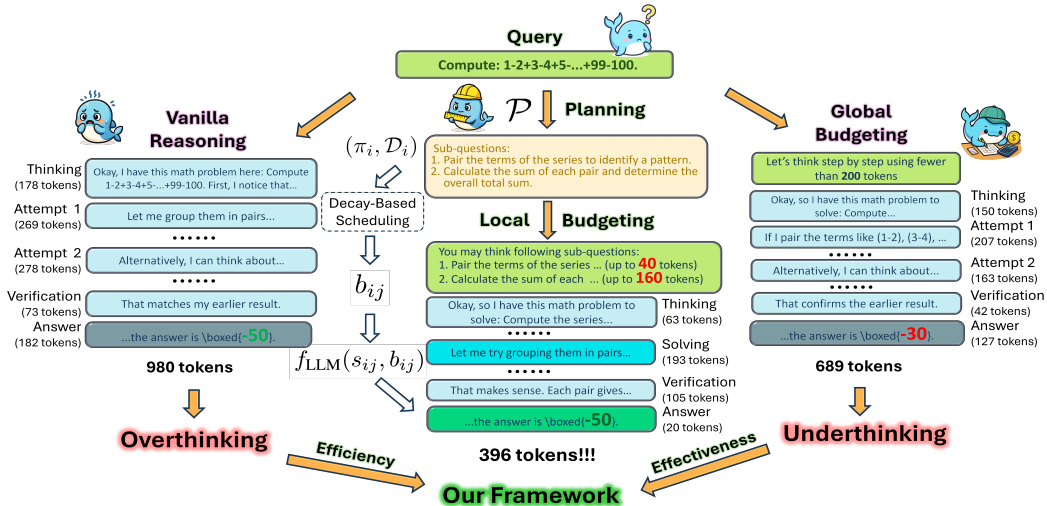 Query
Compute: 1-2+3-4+5-...+99-100.
Vanilla
Reasoning
Thinking
(178 tokens)
Okay, I have this math problem here: Compute
1-2+3-4+5-...+99-100. First, I notice that...
Attempt 1
(269 tokens)
Let me group them in pairs...
......
Attempt 2
(278 tokens)
Alternatively, I can think about...
......
Verification
(73 tokens)
That matches my earlier result.
Answer
(182 tokens)
...the answer is \boxed{-50}.
980 tokens
Overthinking
P Planning
(π_i, D_i)
Decay-Based
Scheduling
b_{ij}
f_{LLM}(s_{ij}, b_{ij})
Sub-questions:
1. Pair the terms of the series to identify a pattern.
2. Calculate the sum of each pair and determine the
overall total sum.
Local Budgeting
You may think following sub-questions:
1. Pair the terms of the series ... (up to 40 tokens)
2. Calculate the sum of each ... (up to 160 tokens)
Okay, so I have this math problem to
solve: Compute the series...
Thinking
(63 tokens)
......
Let me try grouping them in pairs...
Solving
(193 tokens)
......
That makes sense. Each pair gives...
Verification
(105 tokens)
...the answer is \boxed{-50}.
Answer
(20 tokens)
396 tokens!!!
Global
Budgeting
Let's think step by step using fewer
than 200 tokens
Okay, so I have this math problem to
solve: Compute...
Thinking
(150 tokens)
If I pair the terms like (1-2), (3-4), ...
Attempt 1
(207 tokens)
......
Alternatively, I can think about...
Attempt 2
(163 tokens)
......
That confirms the earlier result.
Verification
(42 tokens)
...the answer is \boxed{-30}.
Answer
(127 tokens)
689 tokens
Underthinking
Efficiency
Effectiveness
Our Framework